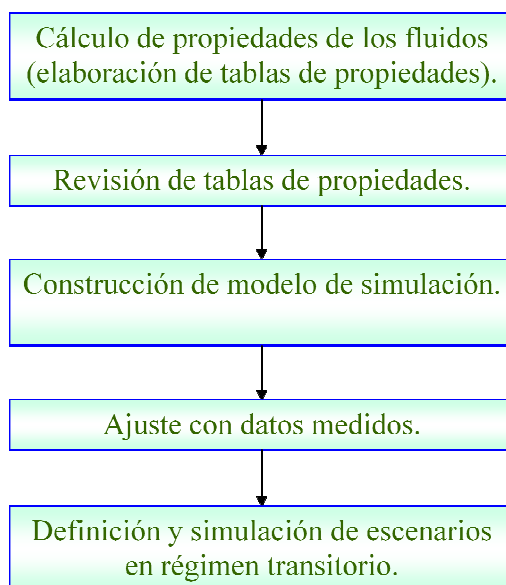 Cálculo de propiedades de los fluidos
(elaboración de tablas de propiedades).
Revisión de tablas de propiedades.
Construcción de modelo de simulación.
Ajuste con datos medidos.
Definición y simulación de escenarios
en régimen transitorio.